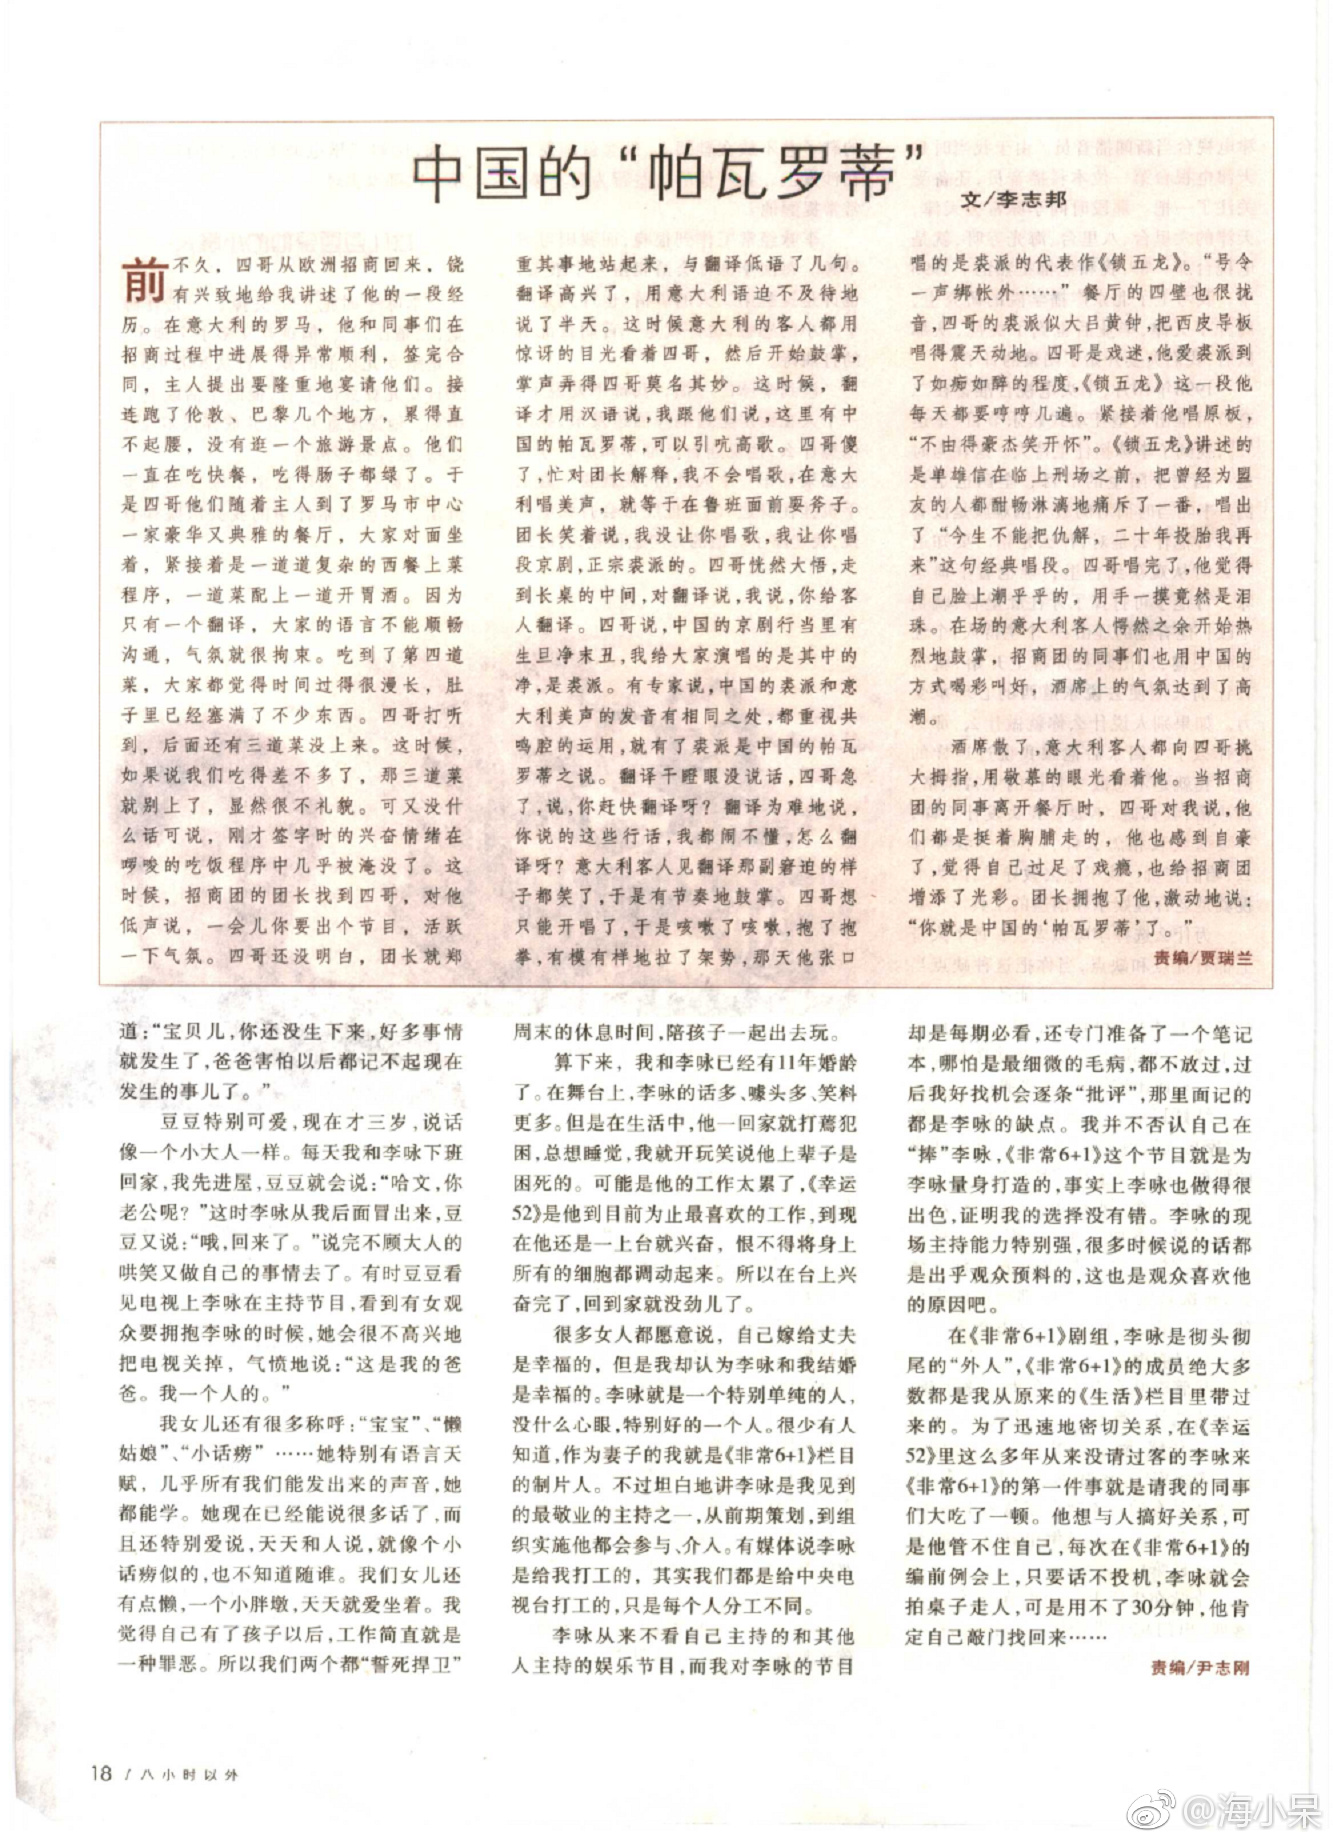 中国的“帕瓦罗蒂”
文/李志邦
前不久，四哥从欧洲招商回来，饶
有兴致地给我讲述了他的一段经
历。在意大利的罗马，他和同事们在
招商过程中进展得异常顺利，签完合
同，主人提出要隆重地宴请他们。接
连跑了伦敦、巴黎几个地方，累得直
不起腰，没有逛一个旅游景点。他们
一直在吃快餐，吃得肠子都绿了。于
是四哥他们随着主人到了罗马市中心
一家豪华又典雅的餐厅，大家对面坐
着，紧接着是一道道复杂的西餐上菜
程序，一道菜配上一道开胃酒。因为
只有一个翻译，大家的语言不能顺畅
沟通，气氛就很拘束。吃到了第四道
菜，大家都觉得时间过得很漫长，肚
子里已经塞满了不少东西。四哥打听
到，后面还有三道菜没上来。这时候，
如果说我们吃得差不多了，那三道菜
就别上了，显然很不礼貌。可又没什
么话可说，刚才签字时的兴奋情绪在
啰唆的吃饭程序中几乎被淹没了。这
时候，招商团的团长找到四哥，对他
低声说，一会儿你要出个节目，活跃
一下气氛。四哥还没明白，团长就郑
重其事地站起来，与翻译低语了几句。
翻译高兴了，用意大利语迫不及待地
说了半天。这时候意大利的客人都用
惊讶的目光看着四哥，然后开始鼓掌，
掌声弄得四哥莫名其妙。这时候，翻
译才用汉语说，我跟他们说，这里有中
国的帕瓦罗蒂，可以引吭高歌。四哥傻
了，忙对团长解释，我不会唱歌，在意大
利唱美声，就等于在鲁班面前耍斧子。
团长笑着说，我没让你唱歌，我让你唱
段京剧，正宗裘派的。四哥恍然大悟，走
到长桌的中间，对翻译说，我说，你给客
人翻译。四哥说，中国的京剧行当里有
生旦净末丑，我给大家演唱的是其中的
净，是裘派。有专家说，中国的裘派和意
大利美声的发音有相同之处，都重视共
鸣腔的运用，就有了裘派是中国的帕瓦
罗蒂之说。翻译干瞪眼没说话，四哥急
了，说，你赶快翻译呀？翻译为难地说，
你说的这些行话，我都闹不懂，怎么翻
译呀？意大利客人见翻译那副窘迫的样
子都笑了，于是有节奏地鼓掌。四哥想
只能开唱了，于是咳嗽了咳嗽，抱了抱
拳，有模有样地拉了架势，那天他张口
唱的是裘派的代表作《锁五龙》。“号令
一声绑帐外……”餐厅的四壁也很拢
音，四哥的裘派似大吕黄钟，把西皮导板
唱得震天动地。四哥是戏迷，他爱裘派到
了如痴如醉的程度，《锁五龙》这一段他
每天都要哼哼几遍。紧接着他唱原板，
“不由得豪杰笑开怀”。《锁五龙》讲述的
是单雄信在临上刑场之前，把曾经为盟
友的人都酣畅淋漓地痛斥了一番，唱出
了“今生不能把仇解，二十年投胎我再
来”这句经典唱段。四哥唱完了，他觉得
自己脸上潮乎乎的，用手一摸竟然是泪
珠。在场的意大利客人愕然之余开始热
烈地鼓掌，招商团的同事们也用中国的
方式喝彩叫好，酒席上的气氛达到了高
潮。
酒席散了，意大利客人都向四哥挑
大拇指，用敬慕的眼光看着他。当招商
团的同事离开餐厅时，四哥对我说，他
们都是挺着胸脯走的，他也感到自豪
了，觉得自己过足了戏瘾，也给招商团
增添了光彩。团长拥抱了他，激动地说：
“你就是中国的‘帕瓦罗蒂’了。”
责编/贾瑞兰
道：“宝贝儿，你还没生下来，好多事情
就发生了，爸爸害怕以后都记不起现在
发生的事儿了。”
豆豆特别可爱，现在才三岁，说话
像一个小大人一样。每天我和李咏下班
回家，我先进屋，豆豆就会说：“哈文，你
老公呢？”这时李咏从我后面冒出来，豆
豆又说：“哦，回来了。”说完不顾大人的
哄笑又做自己的事情去了。有时豆豆看
见电视上李咏在主持节目，看到有女观
众要拥抱李咏的时候，她会很不高兴地
把电视关掉，气愤地说：“这是我的爸
爸。我一个人的。”
我女儿还有很多称呼：“宝宝”、“懒
姑娘”、“小话痨”……她特别有语言天
赋，几乎所有我们能发出来的声音，她
都能学。她现在已经能说很多话了，而
且还特别爱说，天天和人说，就像个小
话痨似的，也不知道随谁。我们女儿还
有点懒，一个小胖墩，天天就爱坐着。我
觉得自己有了孩子以后，工作简直就是
一种罪恶。所以我们两个都“誓死捍卫”
周末的休息时间，陪孩子一起出去玩。
算下来，我和李咏已经有11年婚龄
了。在舞台上，李咏的话多、噱头多、笑料
更多。但是在生活中，他一回家就打蔫犯
困，总想睡觉，我就开玩笑说他上辈子是
困死的。可能是他的工作太累了，《幸运
52》是他到目前为止最喜欢的工作，到现
在他还是一上台就兴奋，恨不得将身上
所有的细胞都调动起来。所以在台上兴
奋完了，回到家就没劲儿了。
很多女人都愿意说，自己嫁给丈夫
是幸福的，但是我却认为李咏和我结婚
是幸福的。李咏就是一个特别单纯的人，
没什么心眼，特别好的一个人。很少有人
知道，作为妻子的我就是《非常6+1》栏目
的制片人。不过坦白地讲李咏是我见到
的最敬业的主持之一，从前期策划，到组
织实施他都会参与、介入。有媒体说李咏
是给我打工的，其实我们都是给中央电
视台打工的，只是每个人分工不同。
李咏从来不看自己主持的和其他
人主持的娱乐节目，而我对李咏的节目
却是每期必看，还专门准备了一个笔记
本，哪怕是最细微的毛病，都不放过，过
后我好找机会逐条“批评”，那里面记的
都是李咏的缺点。我并不否认自己在
“捧”李咏，《非常6+1》这个节目就是为
李咏量身打造的，事实上李咏也做得很
出色，证明我的选择没有错。李咏的现
场主持能力特别强，很多时候说的话都
是出乎观众预料的，这也是观众喜欢他
的原因吧。
在《非常6+1》剧组，李咏是彻头彻
尾的“外人”，《非常6+1》的成员绝大多
数都是我从原来的《生活》栏目里带过
来的。为了迅速地密切关系，在《幸运
52》里这么多年从来没请过客的李咏来
《非常6+1》的第一件事就是请我的同事
们大吃了一顿。他想与人搞好关系，可
是他管不住自己，每次在《非常6+1》的
编前例会上，只要话不投机，李咏就会
拍桌子走人，可是用不了30分钟，他肯
定自己敲门找回来……
责编/尹志刚
18 / 八小时以外
@海小呆